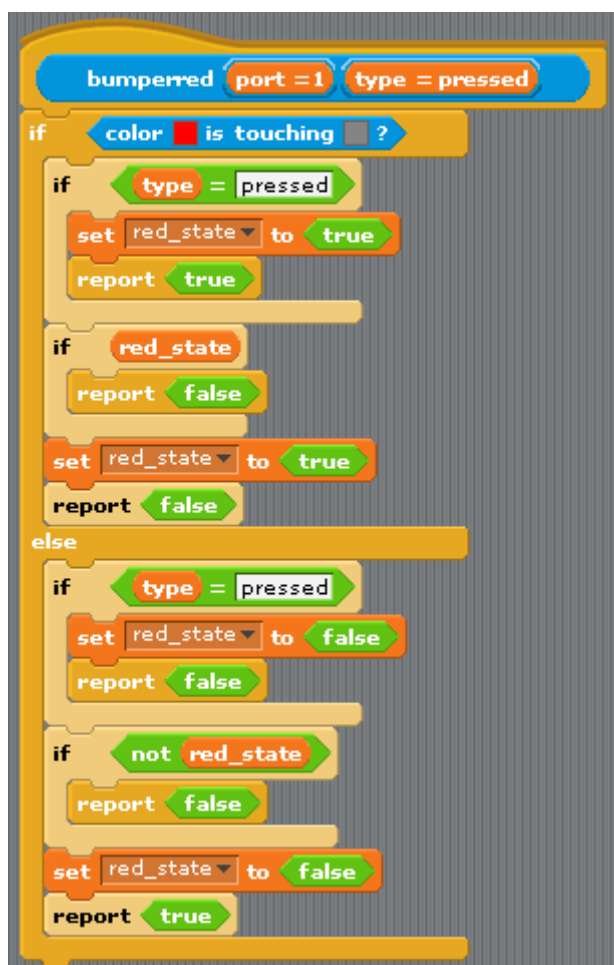 bumperred port =1 type = pressed
if color is touching ?
if type = pressed
set red_state to true
report true
if red_state
report false
set red_state to true
report false
else
if type = pressed
set red_state to false
report false
if not red_state
report false
set red_state to false
report true